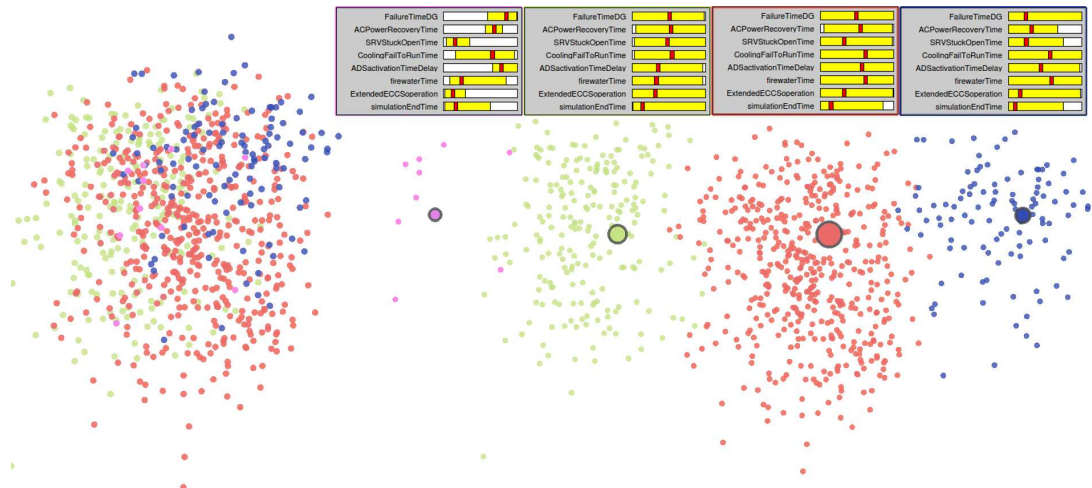 FailureTimeDG
ACPowerRecoveryTime
SRVStuckOpenTime
CoolingFailToRunTime
ADSactivationTimeDelay
firewaterTime
ExtendedECCSoperation
simulationEndTime
FailureTimeDG
ACPowerRecoveryTime
SRVStuckOpenTime
CoolingFailToRunTime
ADSactivationTimeDelay
firewaterTime
ExtendedECCSoperation
simulationEndTime
FailureTimeDG
ACPowerRecoveryTime
SRVStuckOpenTime
CoolingFailToRunTime
ADSactivationTimeDelay
firewaterTime
ExtendedECCSoperation
simulationEndTime
FailureTimeDG
ACPowerRecoveryTime
SRVStuckOpenTime
CoolingFailToRunTime
ADSactivationTimeDelay
firewaterTime
ExtendedECCSoperation
simulationEndTime